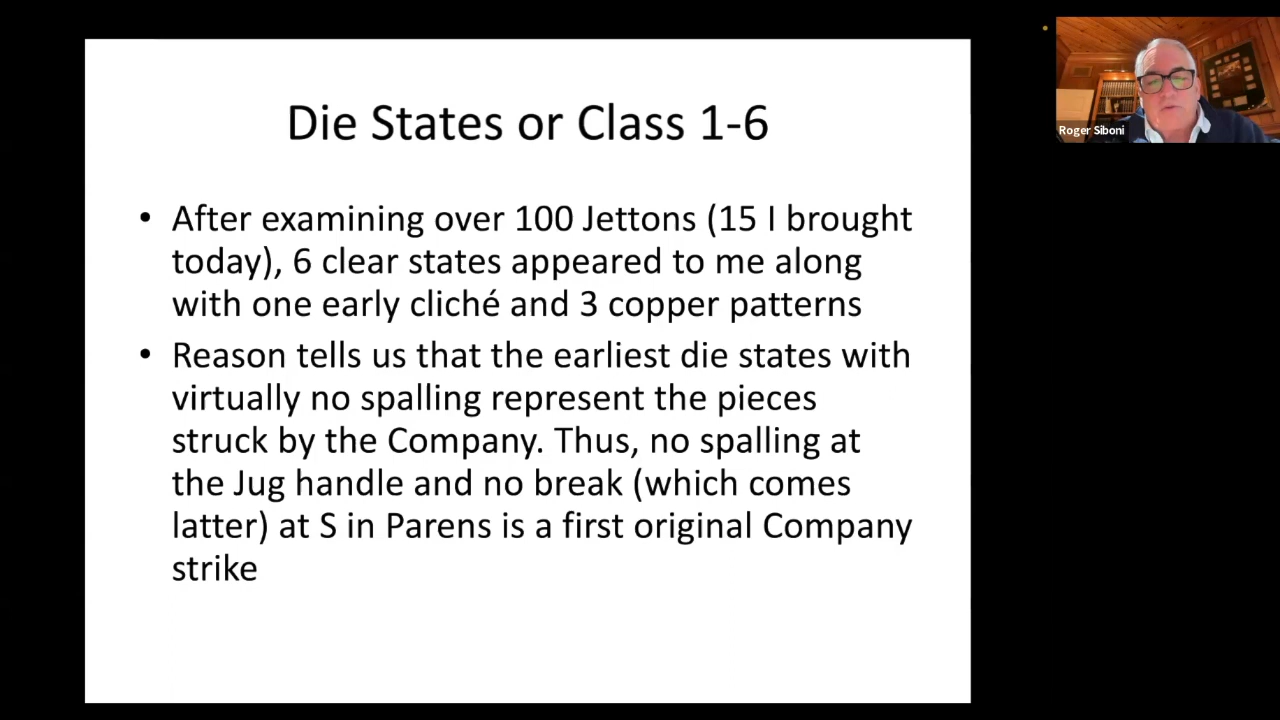 Die States or Class 1-6
• After examining over 100 Jettons (15 I brought
today), 6 clear states appeared to me along
with one early cliché and 3 copper patterns
• Reason tells us that the earliest die states with
virtually no spalling represent the pieces
struck by the Company. Thus, no spalling at
the Jug handle and no break (which comes
latter) at S in Parens is a first original Company
strike
Roger Siboni